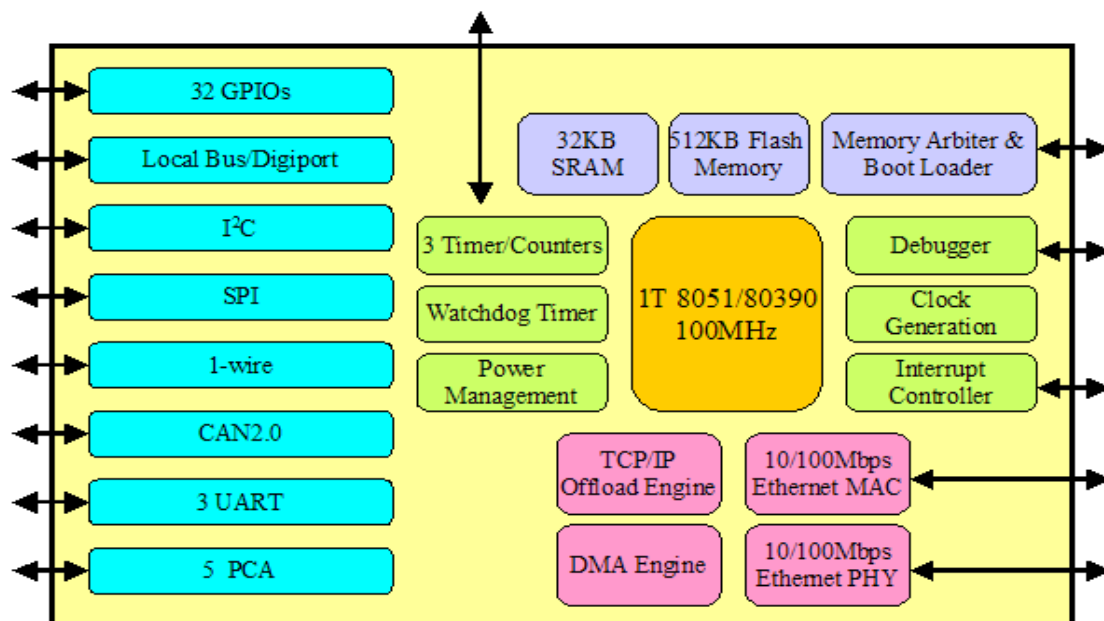 32 GPIOs
Local Bus/Digiport
I²C
SPI
1-wire
CAN2.0
3 UART
5 PCA
32KB
SRAM
512KB Flash
Memory
Memory Arbiter &
Boot Loader
3 Timer/Counters
Watchdog Timer
Power
Management
1T 8051/80390
100MHz
Debugger
Clock
Generation
Interrupt
Controller
TCP/IP
Offload Engine
10/100Mbps
Ethernet MAC
DMA Engine
10/100Mbps
Ethernet PHY